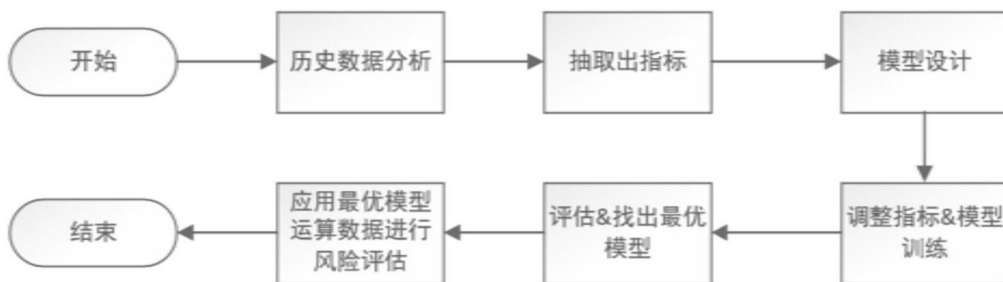 开始
历史数据分析
抽取出指标
模型设计
调整指标&模型
训练
评估&找出最优
模型
应用最优模型
运算数据进行
风险评估
结束